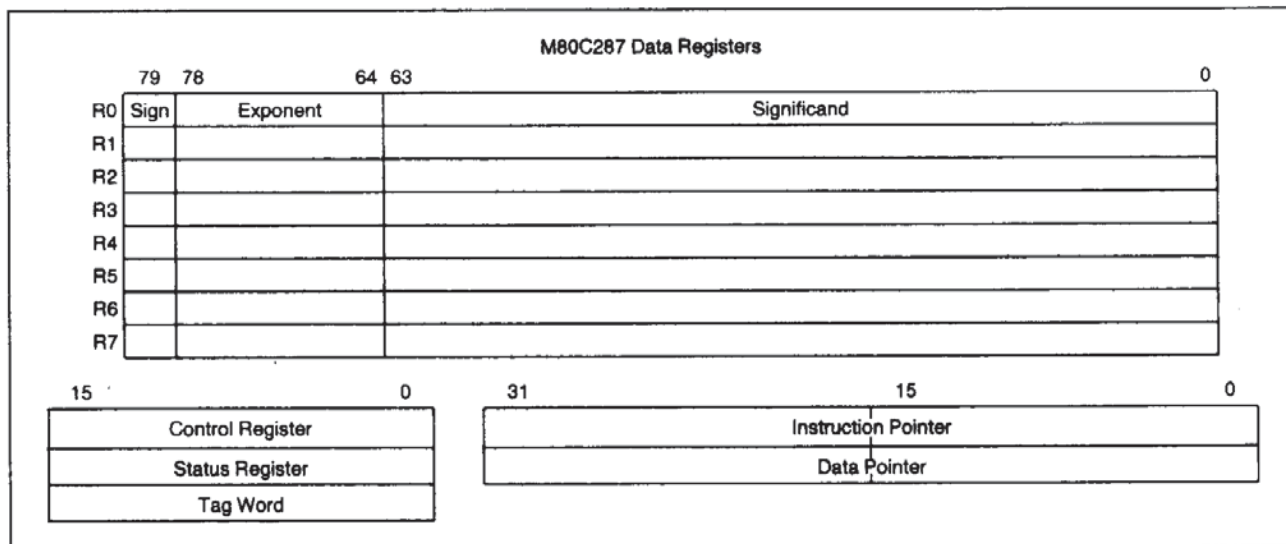 M80C287 Data Registers
79 78 64 63 0
R0 Sign Exponent Significand
R1
R2
R3
R4
R5
R6
R7
15 0 31 15 0
Control Register Instruction Pointer
Status Register Data Pointer
Tag Word